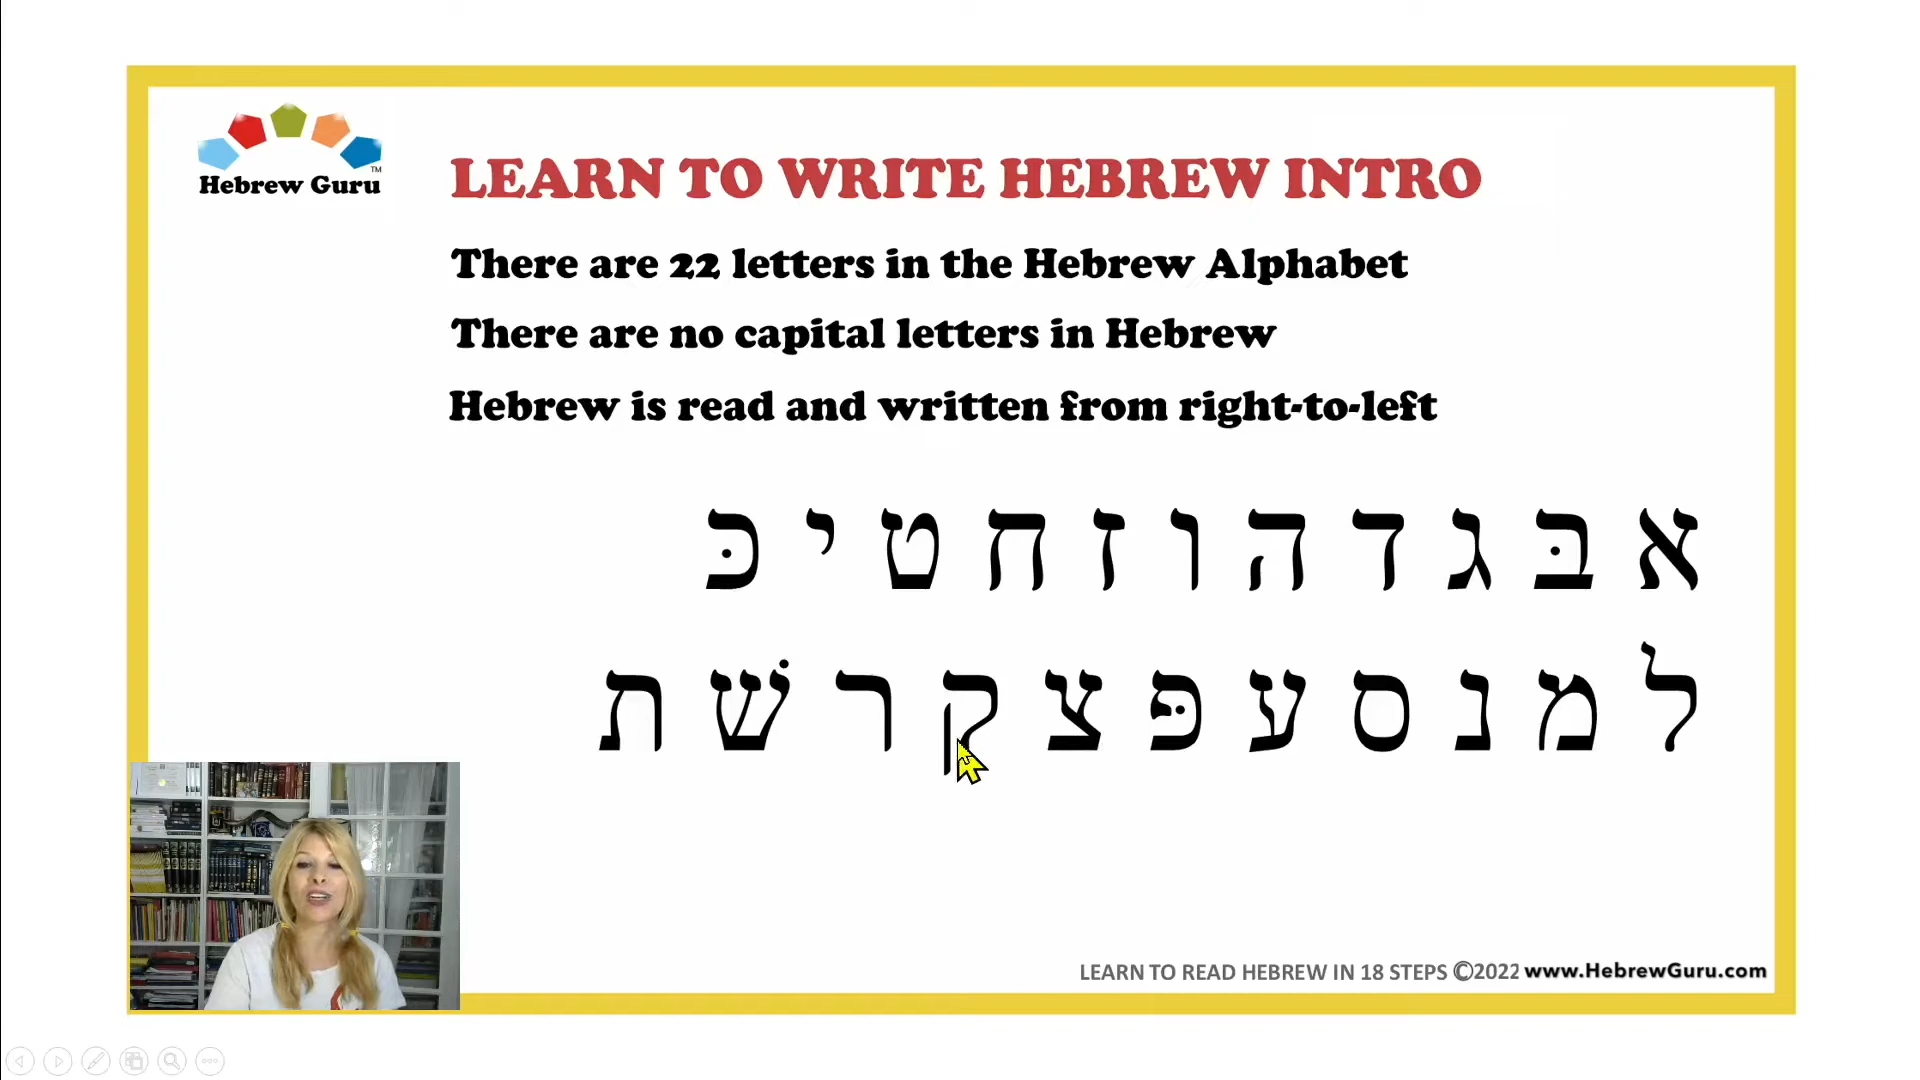 Hebrew Guru
TM
LEARN TO WRITE HEBREW INTRO
There are 22 letters in the Hebrew Alphabet
There are no capital letters in Hebrew
Hebrew is read and written from right-to-left
א בּ ג ד ה ו ז ח ט י כּ
ל מ נ ס ע פּ צ ק ר שׁ ת
LEARN TO READ HEBREW IN 18 STEPS ©2022 www.HebrewGuru.com